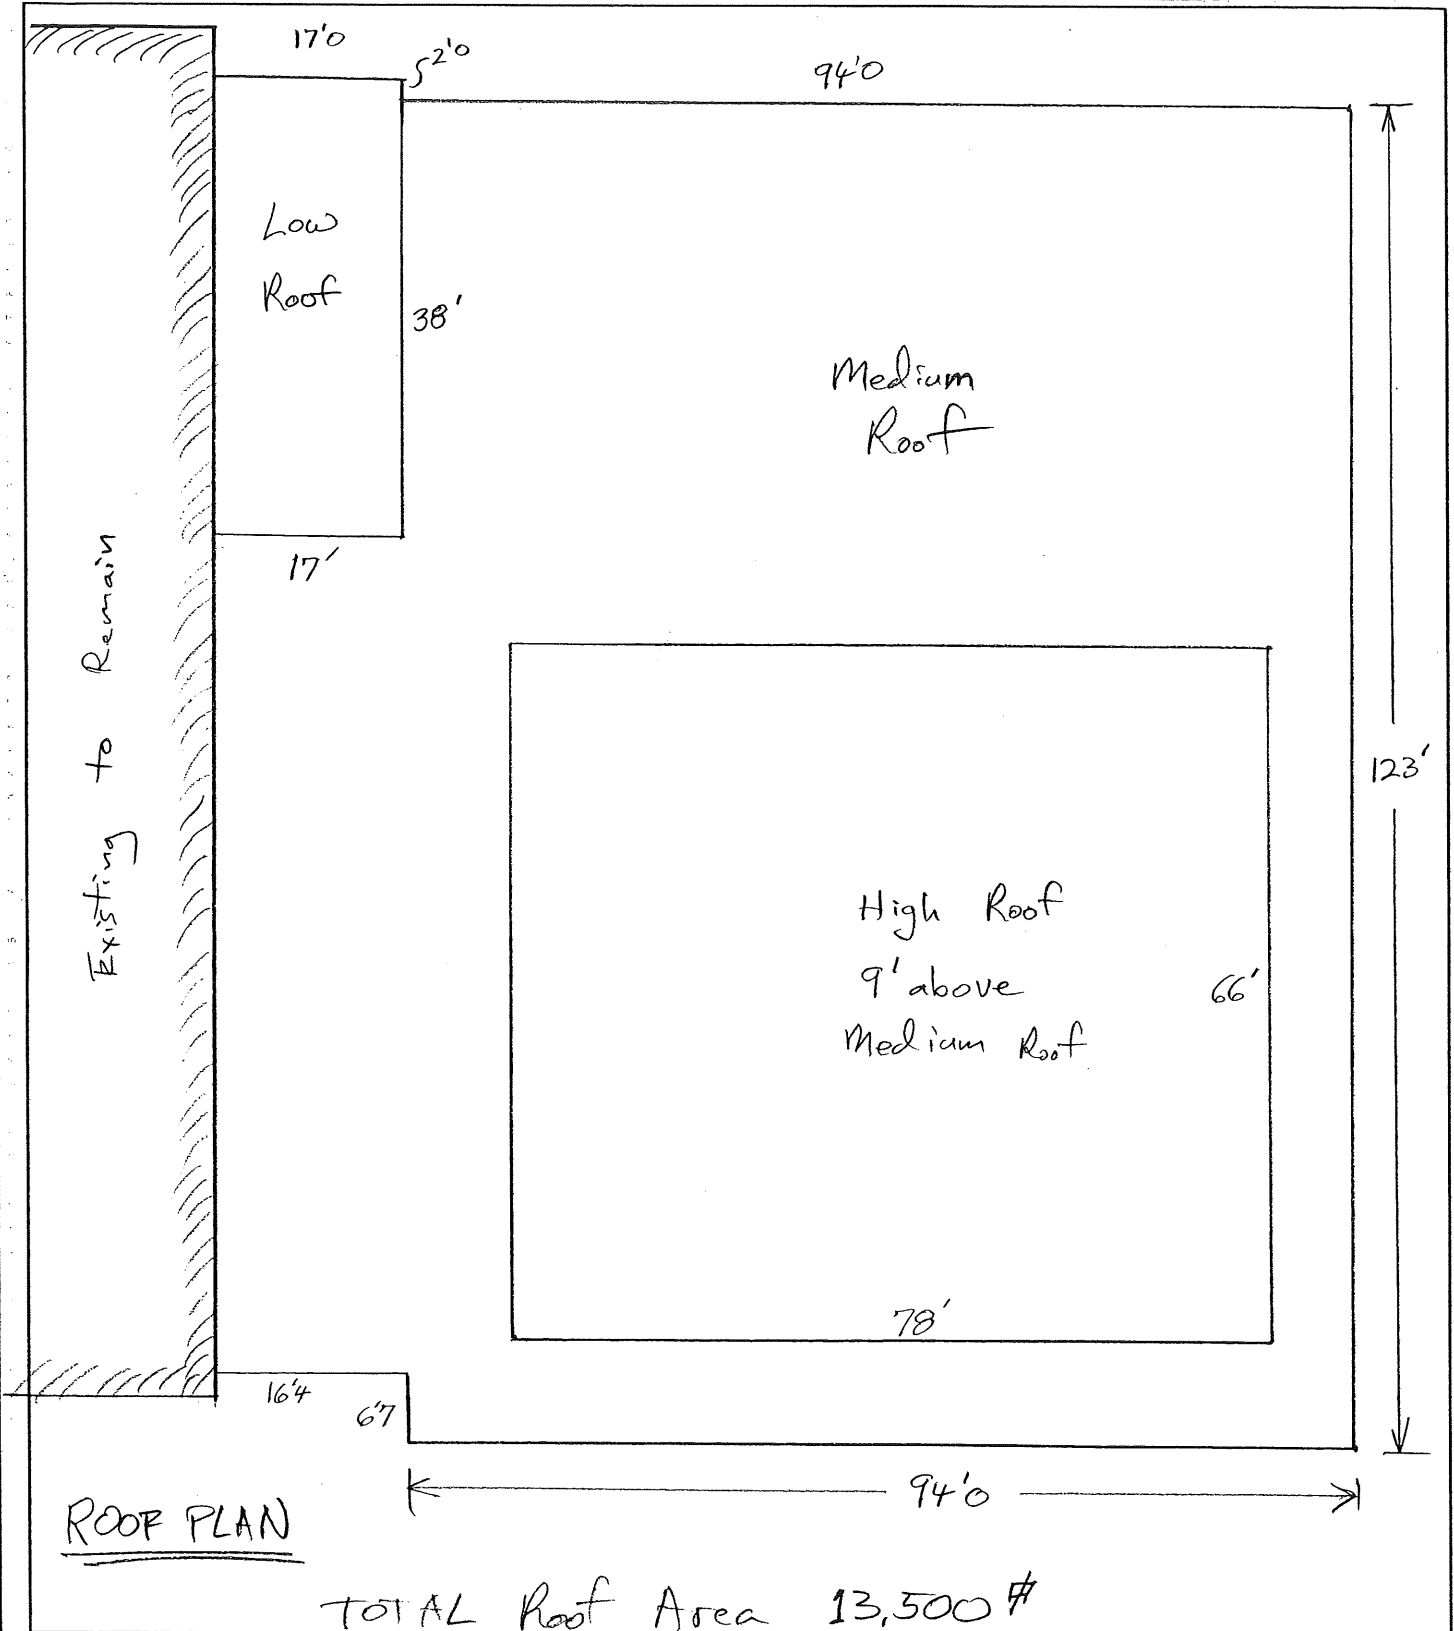 17'0
2'0
94'0
Low
Roof
38'
Medium
Roof
17'
Existing to Remain
123'
High Roof
9' above
Medium Roof
66'
78'
16'4
6'7
94'0
ROOF PLAN
TOTAL Roof Area 13,500 #